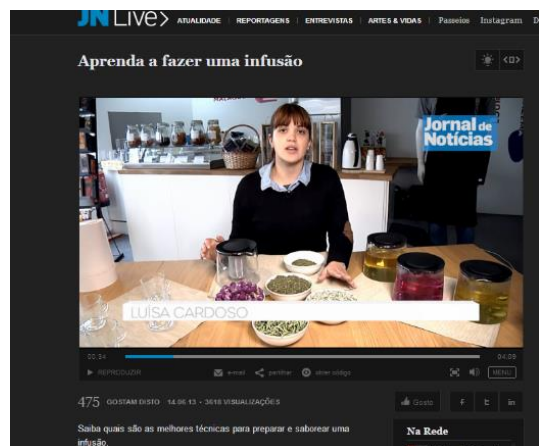 JN Live> ATUALIDADE | REPORTAGENS | ENTREVISTAS | ARTES & VIDAS | Passeios Instagram D
Aprenda a fazer uma infusão
Jornal de
Notícias
LUÍSA CARDOSO
00:34 04:09
REPRODUZIR e-mail partilhar obter código MENU
475 GOSTAM DISTO 14.06.13 • 3618 VISUALIZAÇÕES Gosto F t in
Saiba quais são as melhores técnicas para preparar e saborear uma
infusão.
Na Rede